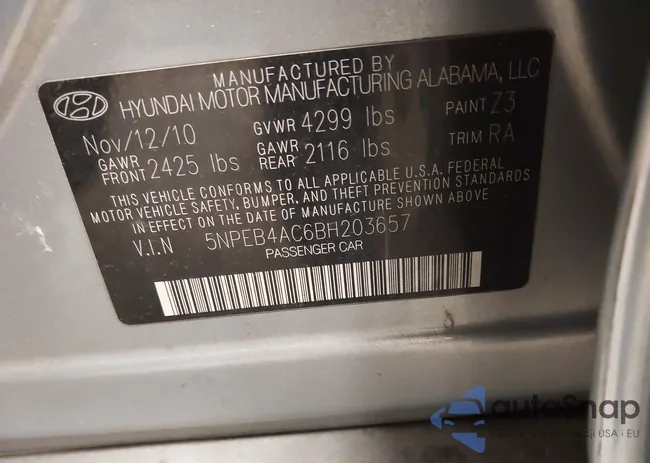 MANUFACTURED BY
HYUNDAI MOTOR MANUFACTURING ALABAMA, LLC
Nov/12/10 GVWR 4299 lbs PAINT Z3
GAWR FRONT 2425 lbs GAWR REAR 2116 lbs TRIM RA
THIS VEHICLE CONFORMS TO ALL APPLICABLE U.S.A. FEDERAL
MOTOR VEHICLE SAFETY, BUMPER, AND THEFT PREVENTION STANDARDS
IN EFFECT ON THE DATE OF MANUFACTURE SHOWN ABOVE
V.I.N 5NPEB4AC6BH203657
PASSENGER CAR
autoSnap
USA i EU